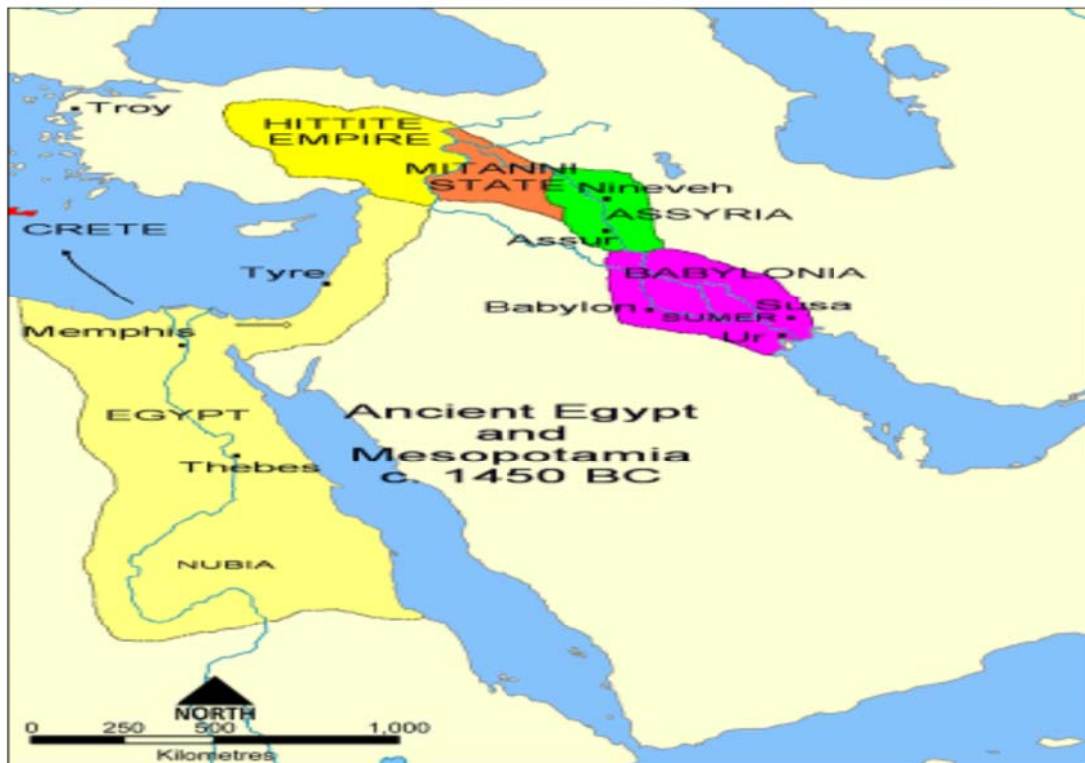 Troy
HITTITE
EMPIRE
MITANNI
STATE
Nineveh
ASSYRIA
Assur
CRETE
Tyre
BABYLONIA
Babylon
Susa
SUMER
Ur
Memphis
EGYPT
Thebes
NUBIA
Ancient Egypt
and
Mesopotamia
c. 1450 BC
NORTH
0 250 500 1,000
Kilometres